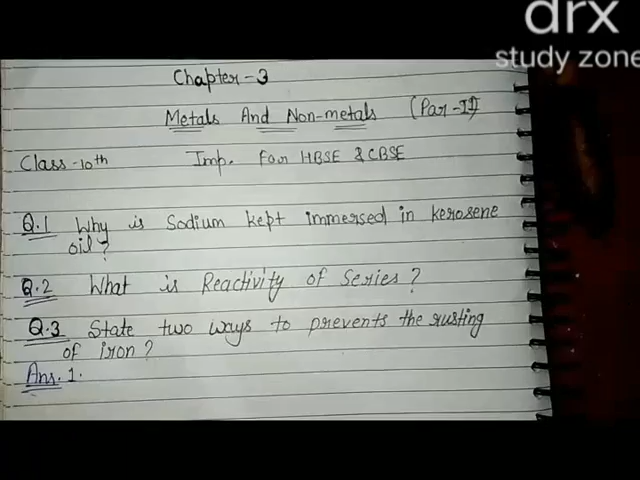 drx
study zone
Chapter-3
Metals And Non-metals (Par-II)
Class-10th Imp. For HBSE & CBSE
Q.1 Why is Sodium kept immersed in kerosene
oil?
Q.2 What is Reactivity of Series?
Q.3 State two ways to prevents the rusting
of iron?
Ans. 1.